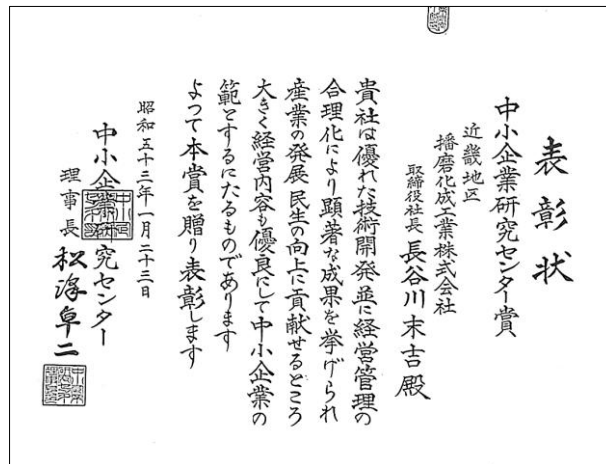 表彰状
中小企業研究センター賞
近畿地区
播磨化成工業株式会社
取締役社長 長谷川末吉殿
貴社は優れた技術開発並に経営管理の
合理化により顕著な成果を挙げられ
産業の発展民生の向上に貢献せるところ
大きく経営内容も優良にして中小企業の
範とするにたるものであります
よつて本賞を贈り表彰します
昭和五十三年一月二十三日
中小企業研究センター
理事長